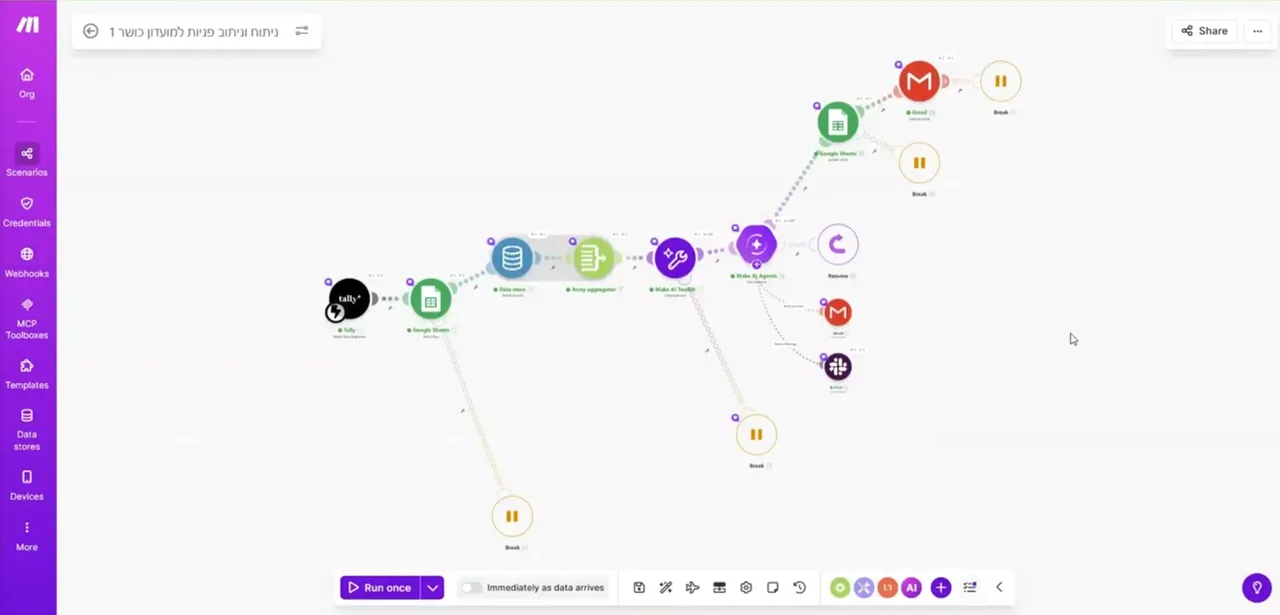 ניתוח וניתוב פניות למועדון כושר 1
Share
Org
Scenarios
Credentials
Webhooks
MCP
Toolboxes
Templates
Data
stores
Devices
More
tally*
Tally
Google Sheets
Data store
Array aggregator
Make AI Toolkit
Make AI Agents
Google Sheets
Gmail
Break
Break
Resume
Break
Break
Run once
Immediately as data arrives
AI